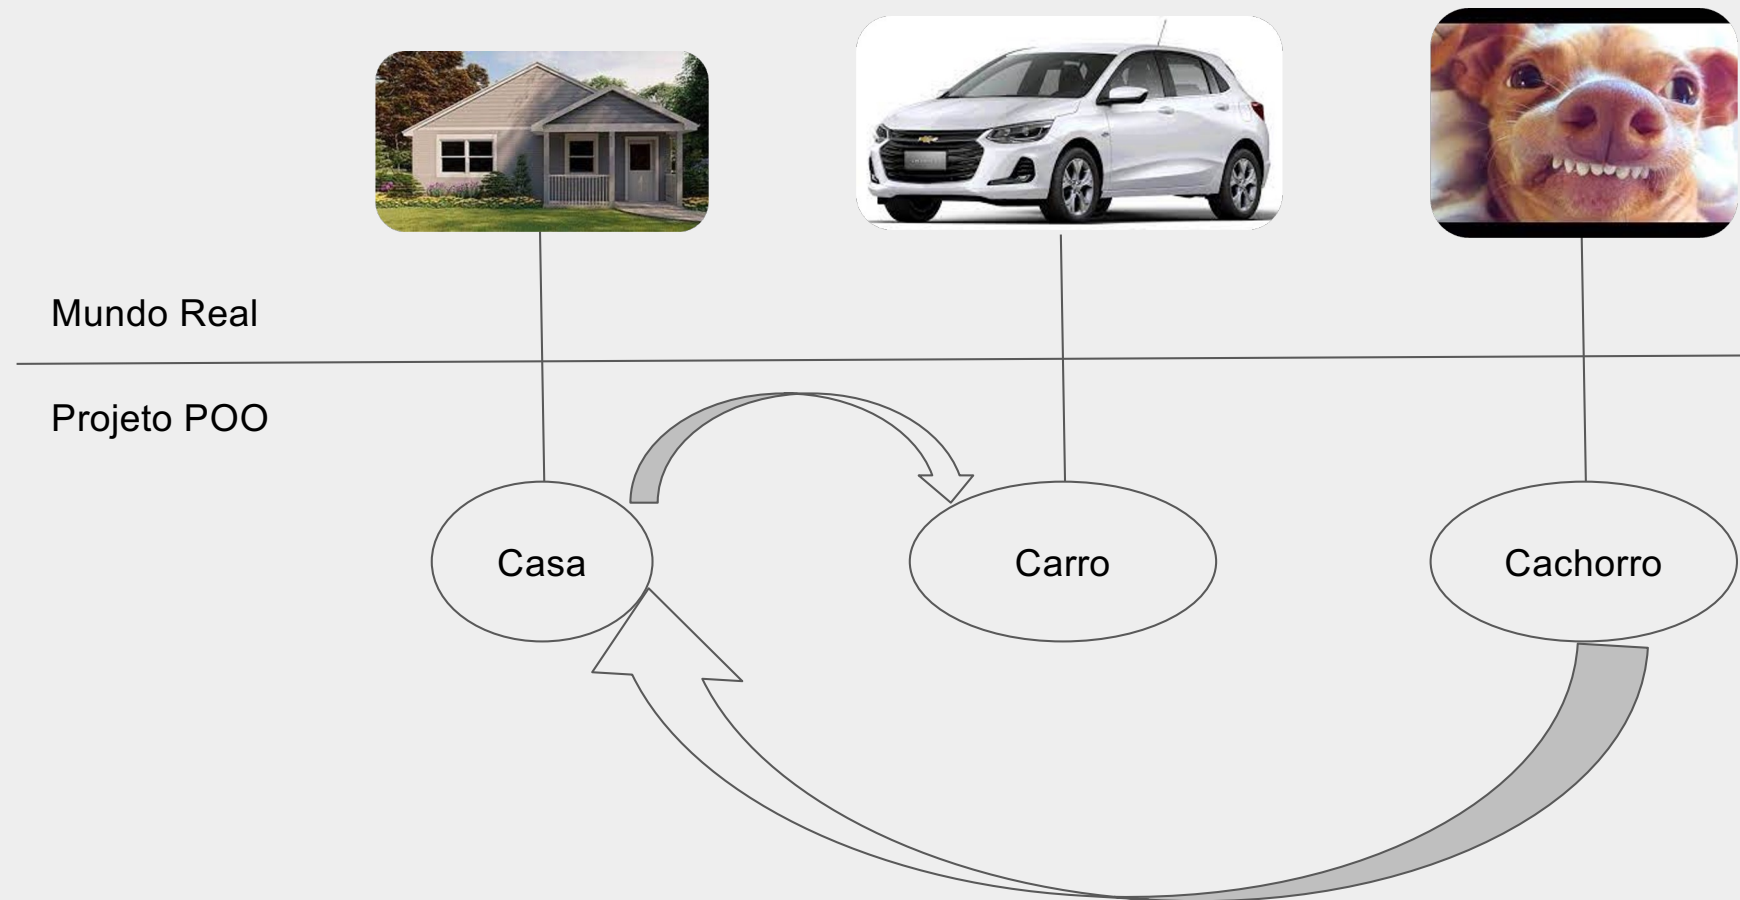 Mundo Real
Projeto POO
Casa
Carro
Cachorro